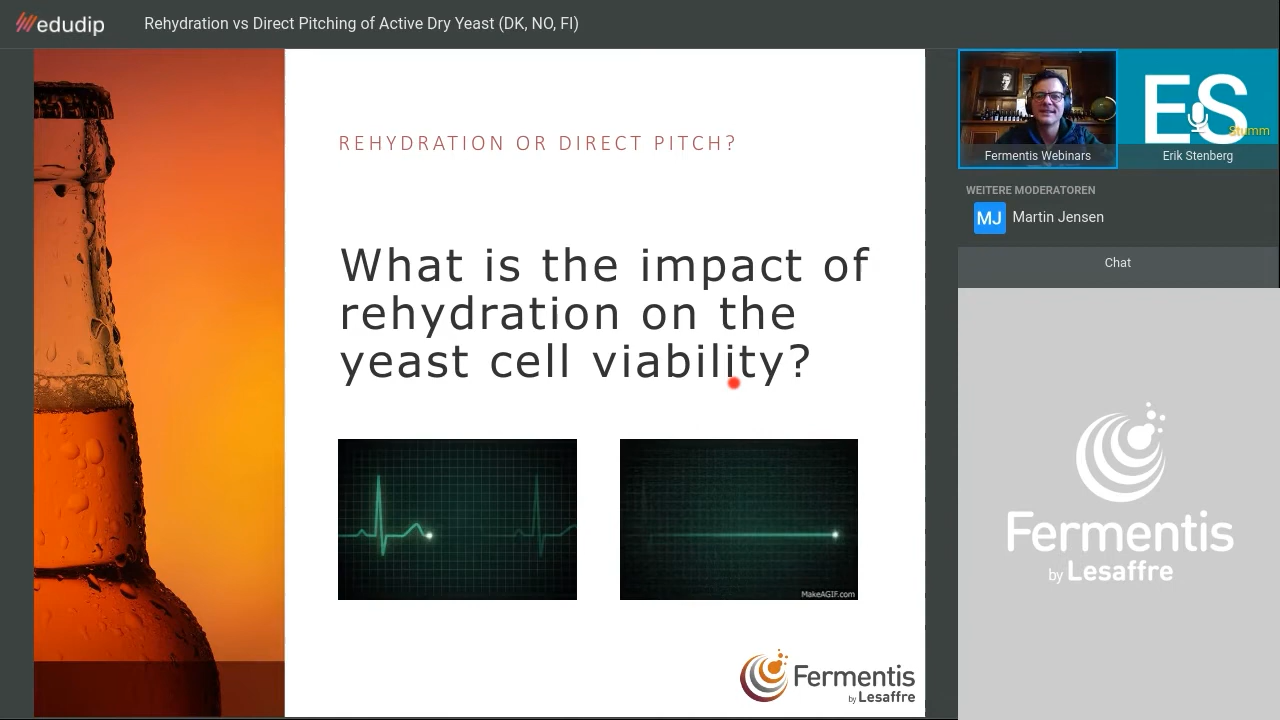 edudip
Rehydration vs Direct Pitching of Active Dry Yeast (DK, NO, FI)
REHYDRATION OR DIRECT PITCH?
What is the impact of
rehydration on the
yeast cell viability?
MakeAGIF.com
Fermentis
by Lesaffre
Fermentis Webinars
ES
Stumm
Erik Stenberg
WEITERE MODERATOREN
MJ
Martin Jensen
Chat
Fermentis
by Lesaffre